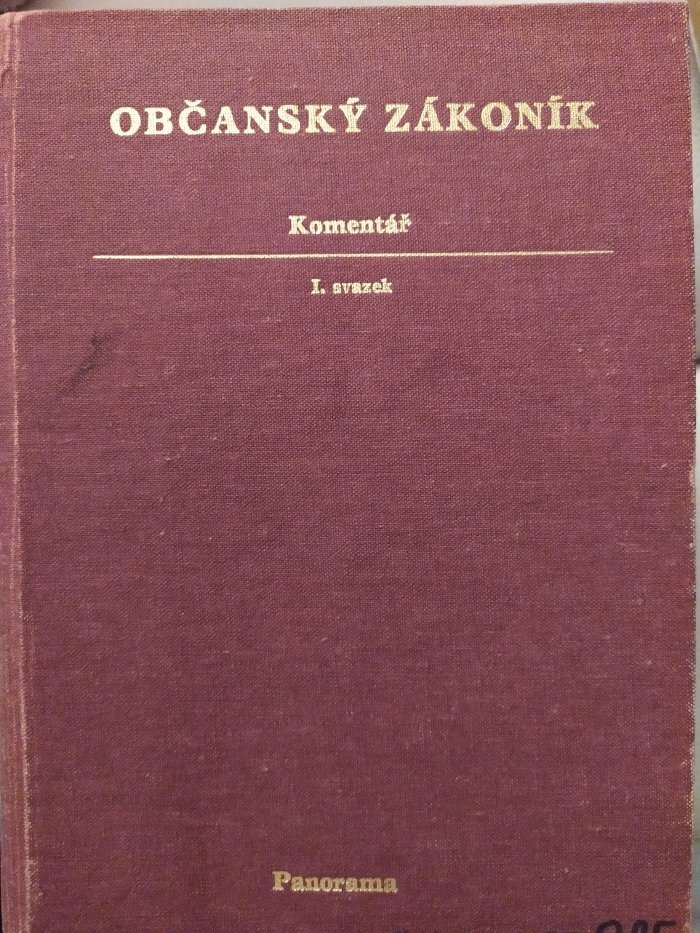 OBČANSKÝ ZÁKONÍK
Komentář
I. svazek
Panorama